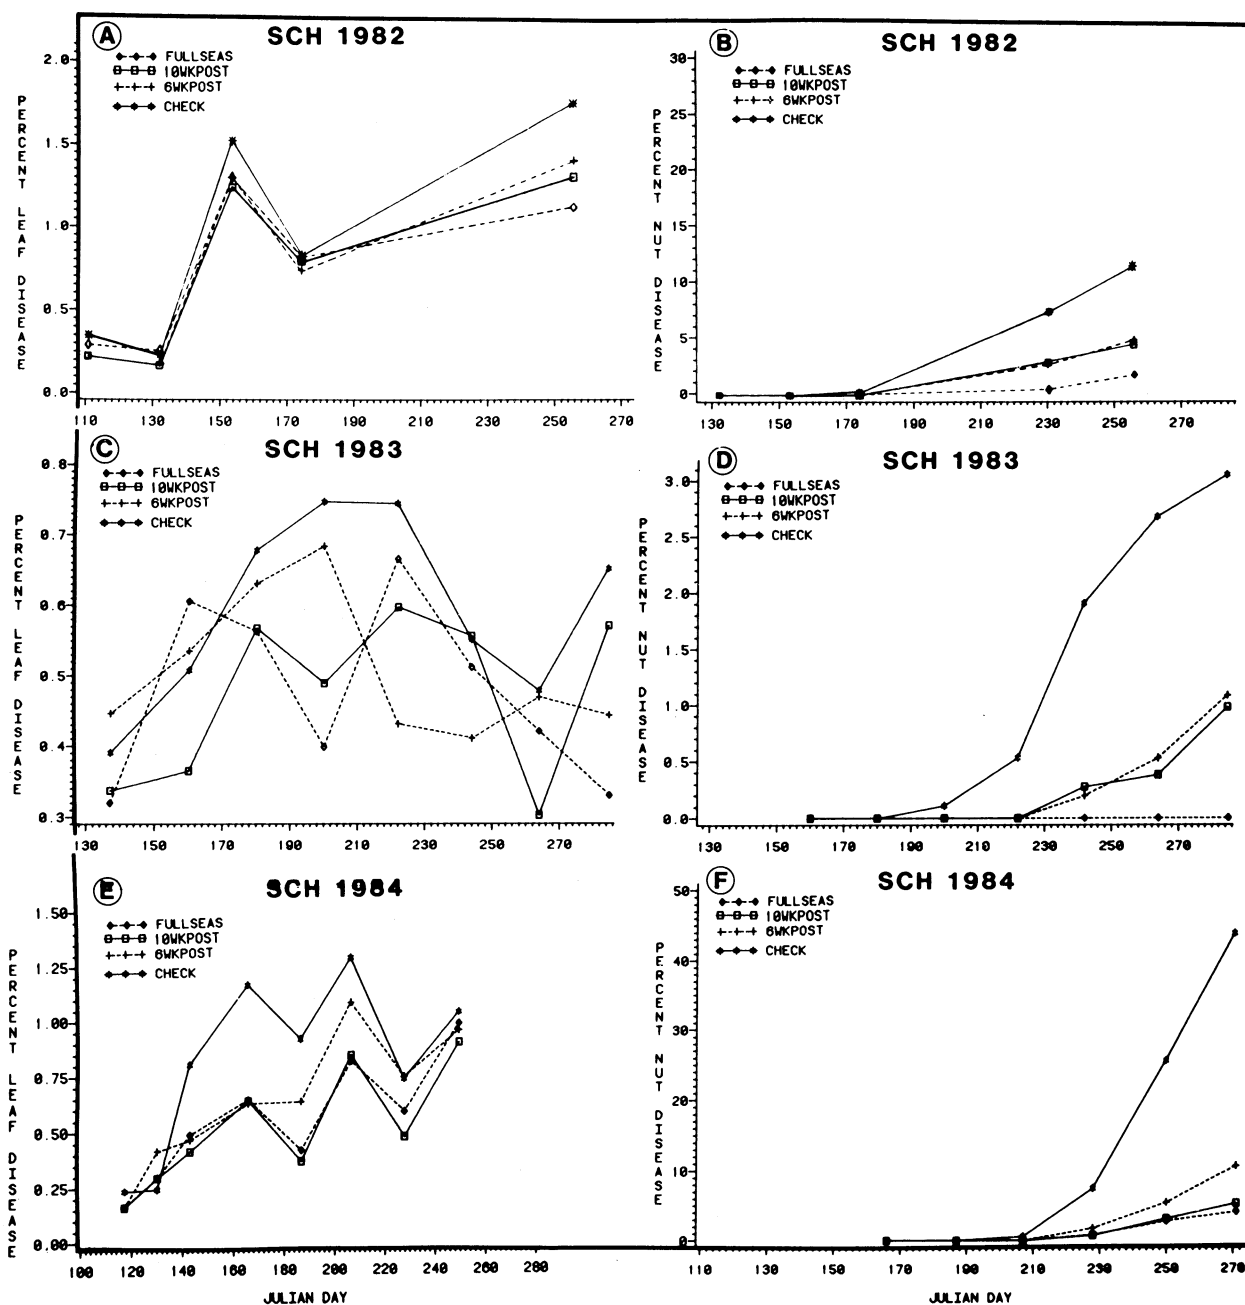 A SCH 1982
FULLSEAS
10WKPOST
6WKPOST
CHECK
PERCENT LEAF DISEASE
2.0
1.5
1.0
0.5
0.0
110 130 150 170 190 210 230 250 270
B SCH 1982
FULLSEAS
10WKPOST
6WKPOST
CHECK
PERCENT NUT DISEASE
30
25
20
15
10
5
0
130 150 170 190 210 230 250 270
C SCH 1983
FULLSEAS
10WKPOST
6WKPOST
CHECK
PERCENT LEAF DISEASE
0.8
0.7
0.6
0.5
0.4
0.3
130 150 170 190 210 230 250 270
D SCH 1983
FULLSEAS
10WKPOST
6WKPOST
CHECK
PERCENT NUT DISEASE
3.0
2.5
2.0
1.5
1.0
0.5
0.0
130 150 170 190 210 230 250 270
E SCH 1984
FULLSEAS
10WKPOST
6WKPOST
CHECK
PERCENT LEAF DISEASE
1.50
1.25
1.00
0.75
0.50
0.25
0.00
100 120 140 160 180 200 220 240 260 280
JULIAN DAY
F SCH 1984
FULLSEAS
10WKPOST
6WKPOST
CHECK
PERCENT NUT DISEASE
50
40
30
20
10
0
110 130 150 170 190 210 230 250 270
JULIAN DAY